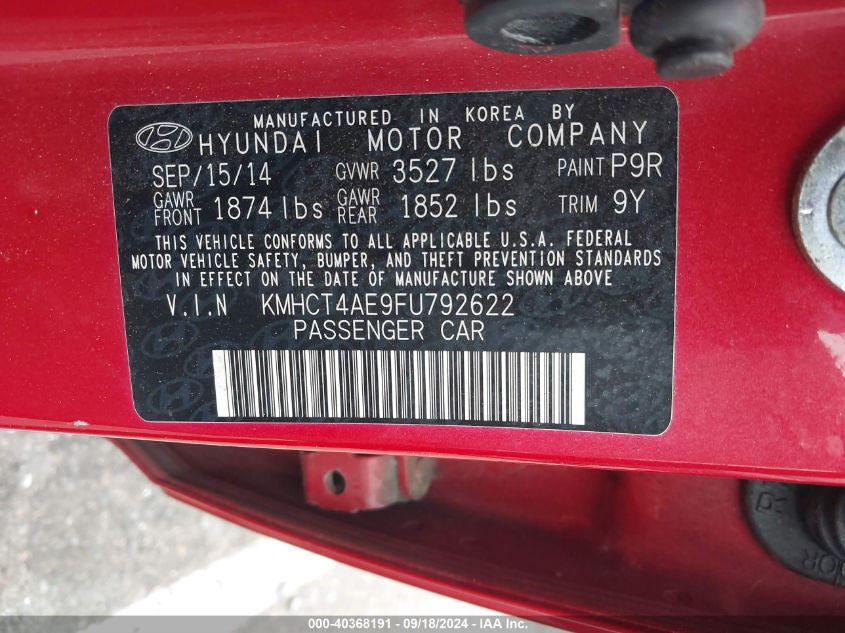 MANUFACTURED IN KOREA BY
HYUNDAI MOTOR COMPANY
SEP/15/14 GVWR 3527 lbs PAINT P9R
GAWR FRONT 1874 lbs GAWR REAR 1852 lbs TRIM 9Y
THIS VEHICLE CONFORMS TO ALL APPLICABLE U.S.A. FEDERAL
MOTOR VEHICLE SAFETY, BUMPER, AND THEFT PREVENTION STANDARDS
IN EFFECT ON THE DATE OF MANUFACTURE SHOWN ABOVE
V.I.N KMHCT4AE9FU792622
PASSENGER CAR
000-40368191 - 09/18/2024 - IAA Inc.